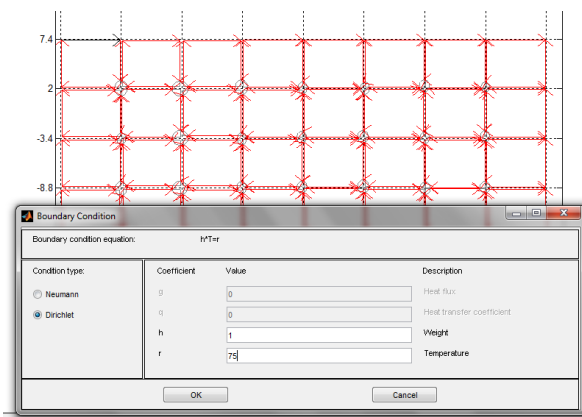 7.4
2
-3.4
-8.8
Boundary Condition
Boundary condition equation: h*T=r
Condition type: Coefficient Value Description
Neumann g 0 Heat flux
Dirichlet q 0 Heat transfer coefficient
h 1 Weight
r 75 Temperature
OK Cancel